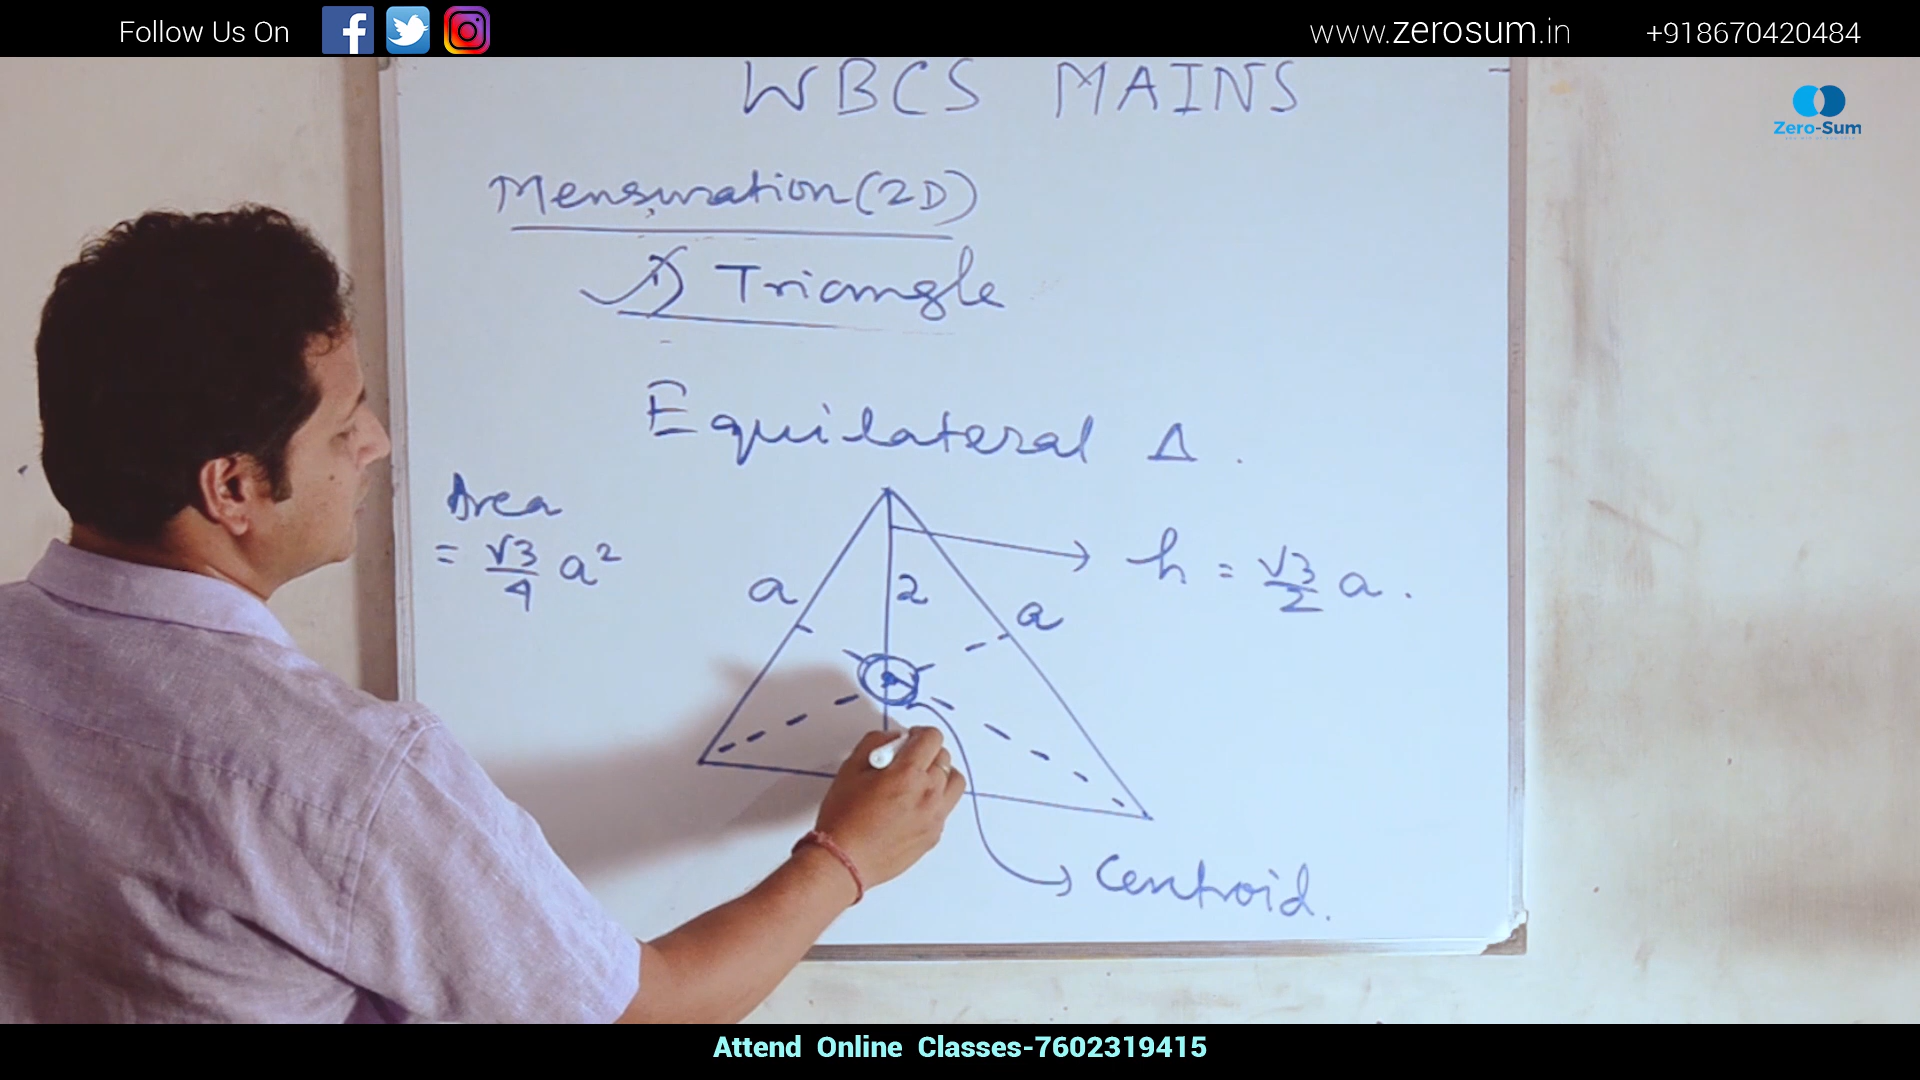 Follow Us On
www.zerosum.in
+918670420484
Zero-Sum
WBCS MAINS
Mensuration (2D)
1) Triangle
Equilateral Δ.
Area
= √3/4 a²
a
2
a
h = √3/2 a.
Centroid.
Attend Online Classes-7602319415